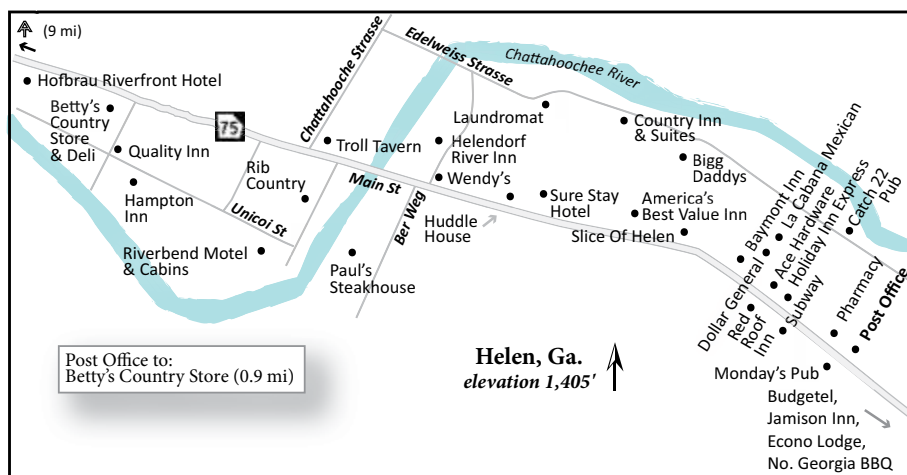 (9 mi)
Hofbrau Riverfront Hotel
Betty's
Country
Store
& Deli
Quality Inn
Hampton
Inn
75
Rib
Country
Unicoi St
Riverbend Motel
& Cabins
Chattahooche Strasse
Troll Tavern
Main St
Paul's
Steakhouse
Ber Weg
Edelweiss Strasse
Chattahoochee River
Laundromat
Helendorf
River Inn
Wendy's
Huddle
House
Sure Stay
Hotel
Country Inn
& Suites
Bigg
Daddys
America's
Best Value Inn
Slice Of Helen
Baymont Inn
La Cabana Mexican
Dollar General
Ace Hardware
Holiday Inn Express
Catch 22
Pub
Red
Roof
Inn
Subway
Pharmacy
Post Office
Monday's Pub
Budgetel,
Jamison Inn,
Econo Lodge,
No. Georgia BBQ
Post Office to:
Betty's Country Store (0.9 mi)
Helen, Ga.
elevation 1,405'